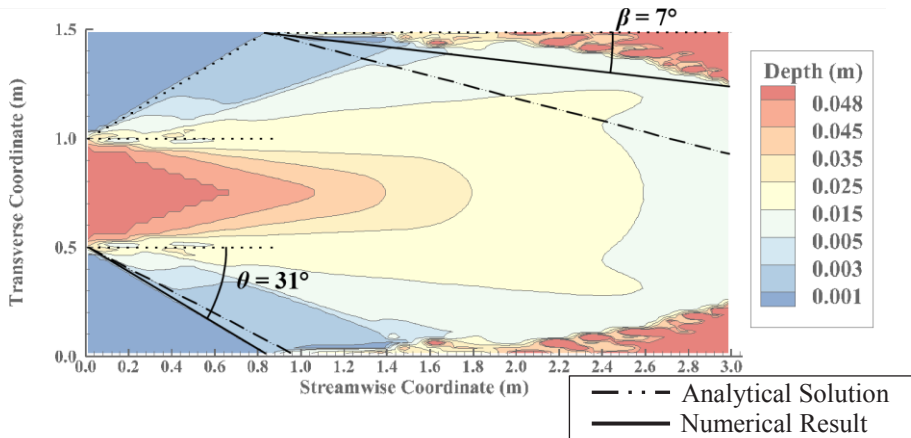 β = 7°
1.5
1.0
0.5
0.0
Transverse Coordinate (m)
θ = 31°
0.0 0.2 0.4 0.6 0.8 1.0 1.2 1.4 1.6 1.8 2.0 2.2 2.4 2.6 2.8 3.0
Streamwise Coordinate (m)
Depth (m)
0.048
0.045
0.035
0.025
0.015
0.005
0.003
0.001
Analytical Solution
Numerical Result